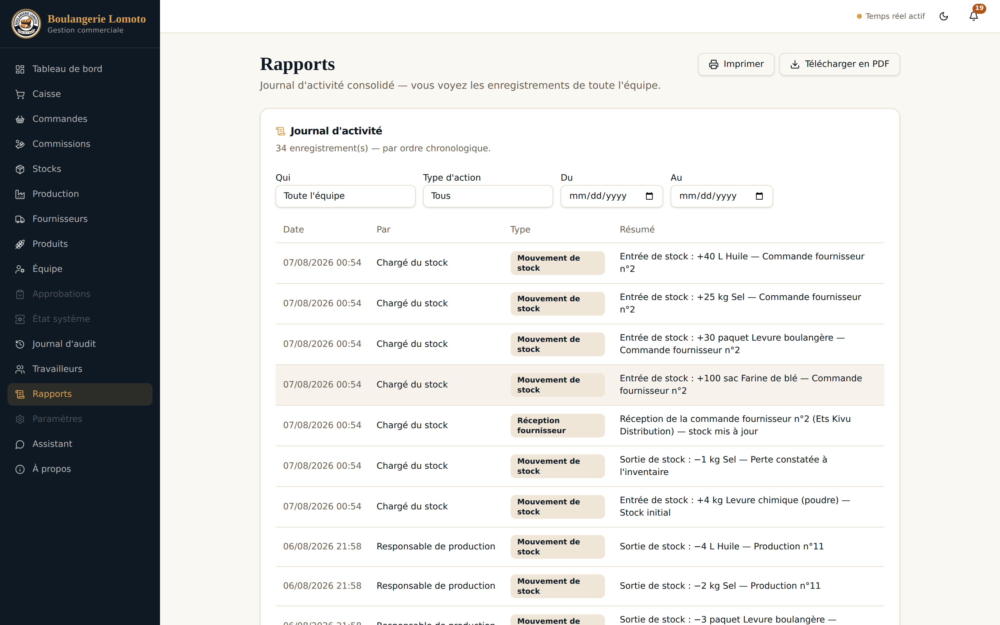 BOULANGERIE LOMOTO
Boulangerie Lomoto
Gestion commerciale
Tableau de bord
Caisse
Commandes
Commissions
Stocks
Production
Fournisseurs
Produits
Équipe
Approbations
État système
Journal d'audit
Travailleurs
Rapports
Paramètres
Assistant
À propos
Temps réel actif
19
Rapports
Imprimer
Télécharger en PDF
Journal d'activité consolidé — vous voyez les enregistrements de toute l'équipe.
Journal d'activité
34 enregistrement(s) — par ordre chronologique.
Qui
Type d'action
Du
Au
Toute l'équipe
Tous
mm/dd/yyyy
mm/dd/yyyy
Date Par Type Résumé
07/08/2026 00:54 Chargé du stock Mouvement de stock Entrée de stock : +40 L Huile — Commande fournisseur
n°2
07/08/2026 00:54 Chargé du stock Mouvement de stock Entrée de stock : +25 kg Sel — Commande fournisseur
n°2
07/08/2026 00:54 Chargé du stock Mouvement de stock Entrée de stock : +30 paquet Levure boulangère —
Commande fournisseur n°2
07/08/2026 00:54 Chargé du stock Mouvement de stock Entrée de stock : +100 sac Farine de blé — Commande
fournisseur n°2
07/08/2026 00:54 Chargé du stock Réception fournisseur Réception de la commande fournisseur n°2 (Ets Kivu
Distribution) — stock mis à jour
07/08/2026 00:54 Chargé du stock Mouvement de stock Sortie de stock : −1 kg Sel — Perte constatée à
l'inventaire
07/08/2026 00:54 Chargé du stock Mouvement de stock Entrée de stock : +4 kg Levure chimique (poudre) —
Stock initial
06/08/2026 21:58 Responsable de production Mouvement de stock Sortie de stock : −4 L Huile — Production n°11
06/08/2026 21:58 Responsable de production Mouvement de stock Sortie de stock : −2 kg Sel — Production n°11
06/08/2026 21:58 Responsable de production Mouvement de Sortie de stock : −3 paquet Levure boulangère —